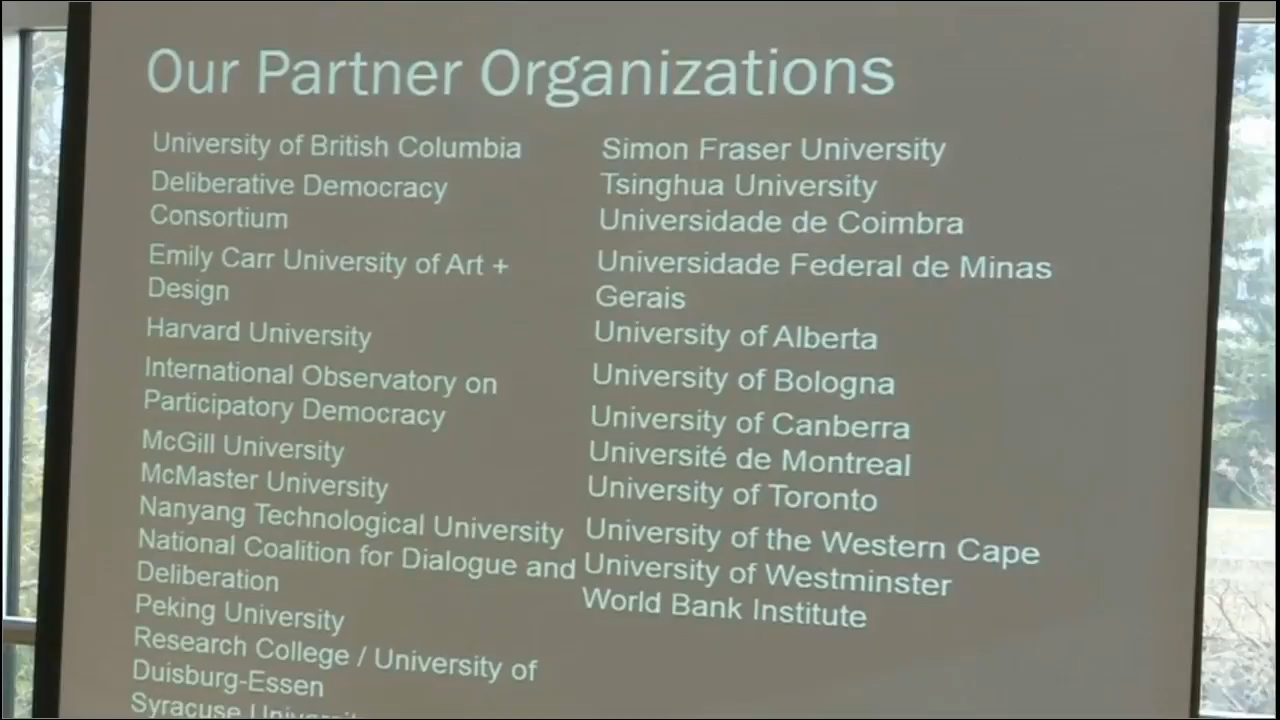 Our Partner Organizations
University of British Columbia
Deliberative Democracy
Consortium
Emily Carr University of Art +
Design
Harvard University
International Observatory on
Participatory Democracy
McGill University
McMaster University
Nanyang Technological University
National Coalition for Dialogue and
Deliberation
Peking University
Research College / University of
Duisburg-Essen
Syracuse
Simon Fraser University
Tsinghua University
Universidade de Coimbra
Universidade Federal de Minas
Gerais
University of Alberta
University of Bologna
University of Canberra
Université de Montreal
University of Toronto
University of the Western Cape
University of Westminster
World Bank Institute